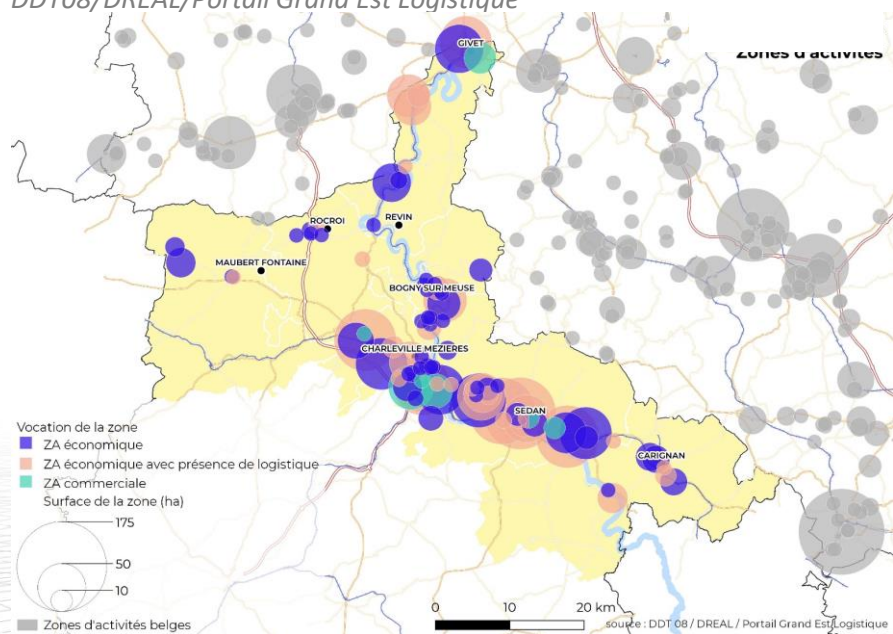 DDT08/DREAL/Portail Grand Est Logistique
GIVET
Zones d'activités
ROCROI
REVIN
MAUBERT FONTAINE
BOGNY SUR MEUSE
CHARLEVILLE MEZIERES
SEDAN
CARIGNAN
Vocation de la zone
ZA économique
ZA économique avec présence de logistique
ZA commerciale
Surface de la zone (ha)
175
50
10
Zones d'activités belges
0 10 20 km
source : DDT 08 / DREAL / Portail Grand Est Logistique